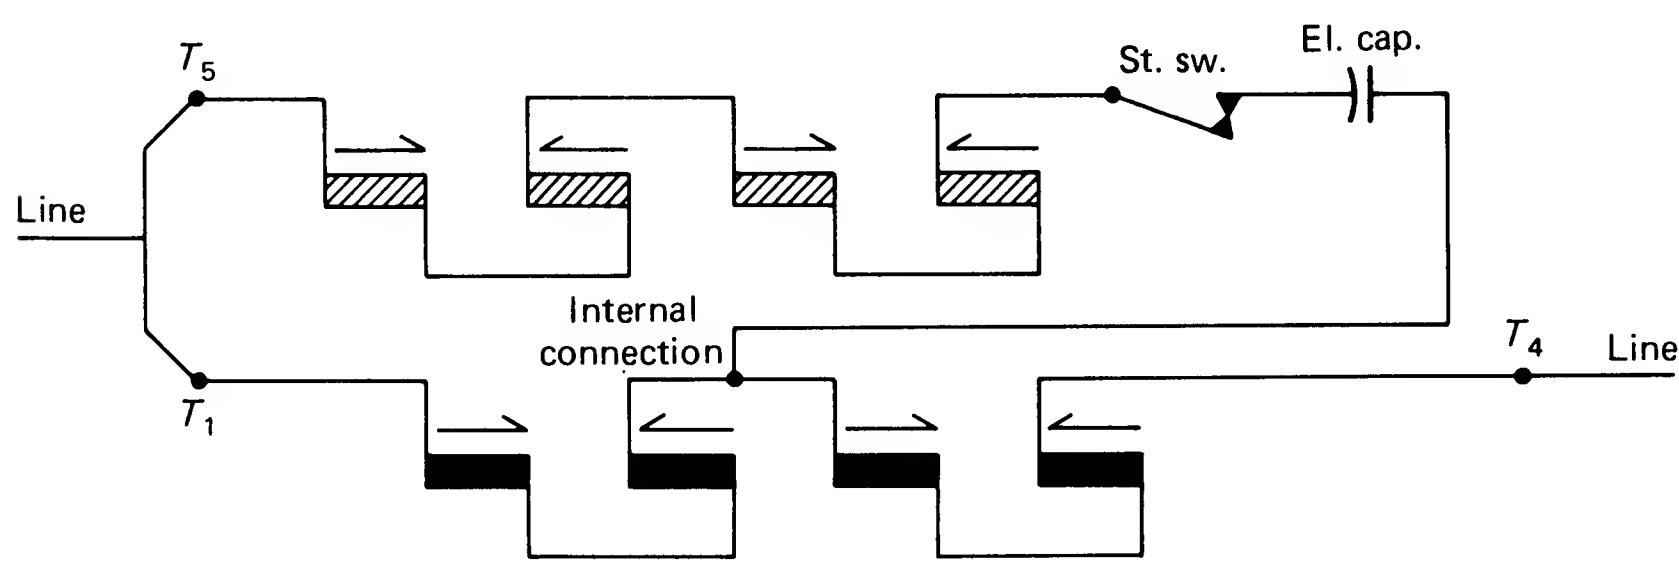 El. cap.
St. sw.
T5
Line
Internal
connection
T4
Line
T1